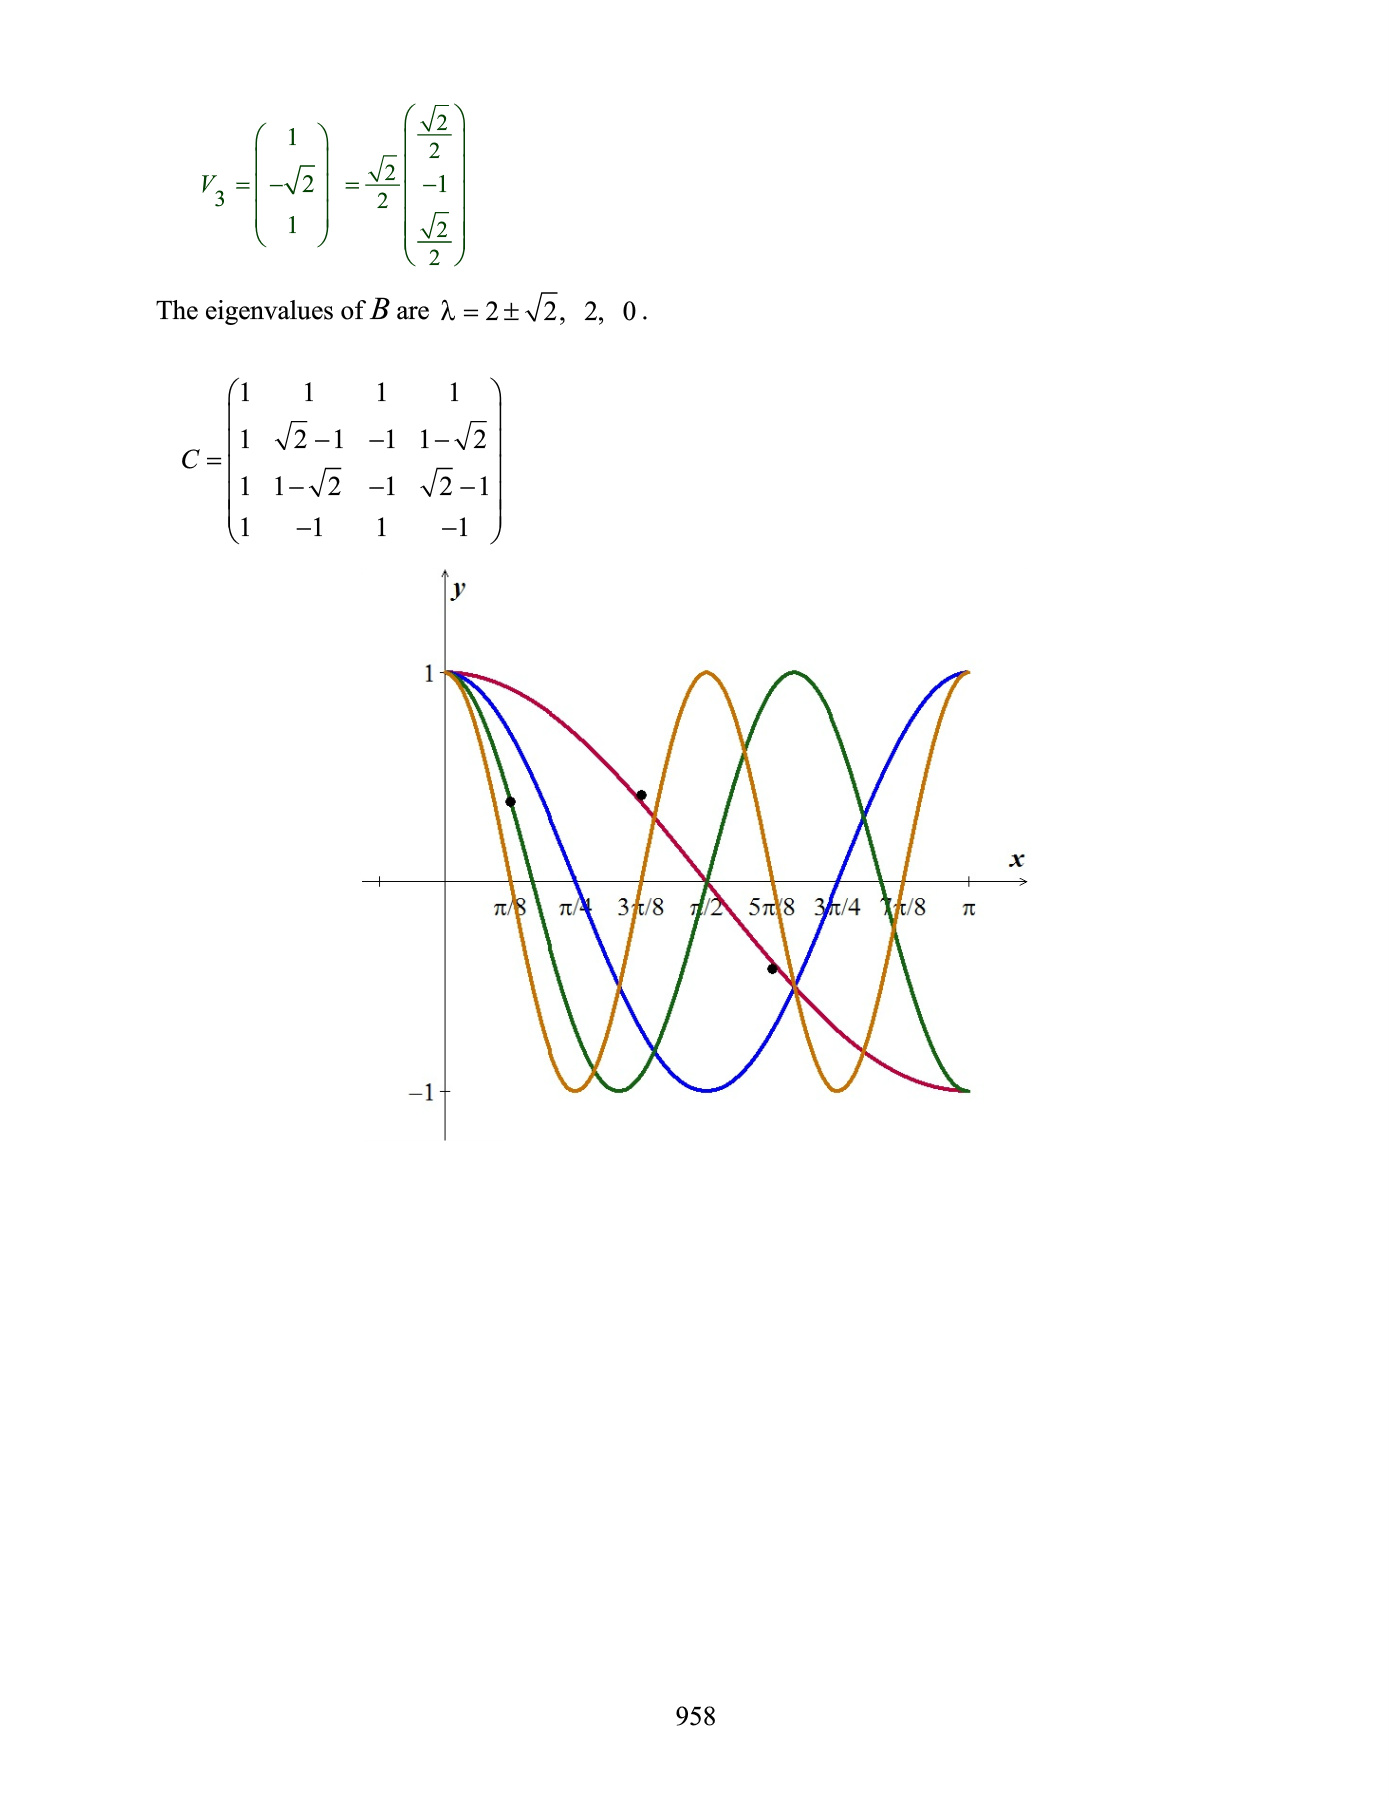 V₃ = (1, −√2, 1) = √2/2 (√2/2, −1, √2/2)
The eigenvalues of B are λ = 2 ± √2, 2, 0.
C = (
1 1 1 1
1 √2 − 1 −1 1 − √2
1 1 − √2 −1 √2 − 1
1 −1 1 −1
)
y
1
x
π/8 π/4 3π/8 π/2 5π/8 3π/4 7π/8 π
−1
958